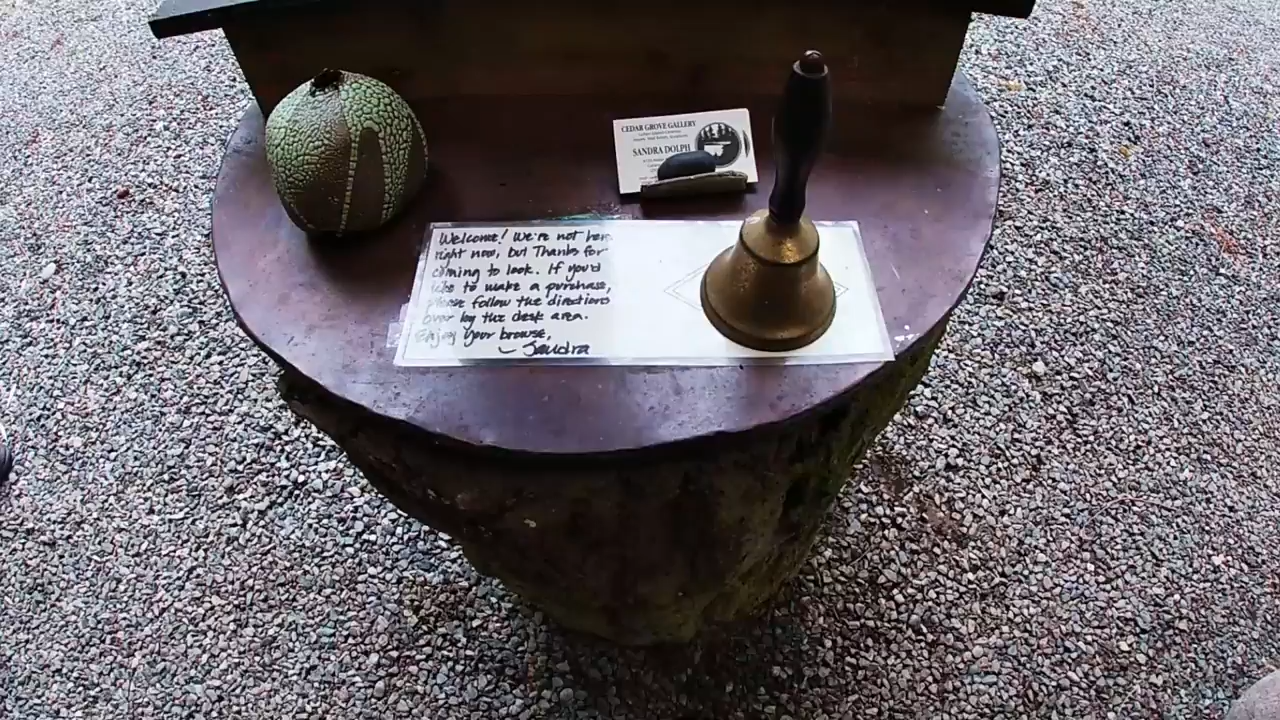 CEDAR GROVE GALLERY
SANDRA DOLPH
Welcome! We're not here
right now, but Thanks for
coming to look. If you'd
like to make a purchase,
please follow the directions
over by the desk area.
Enjoy your browse,
- Sandra